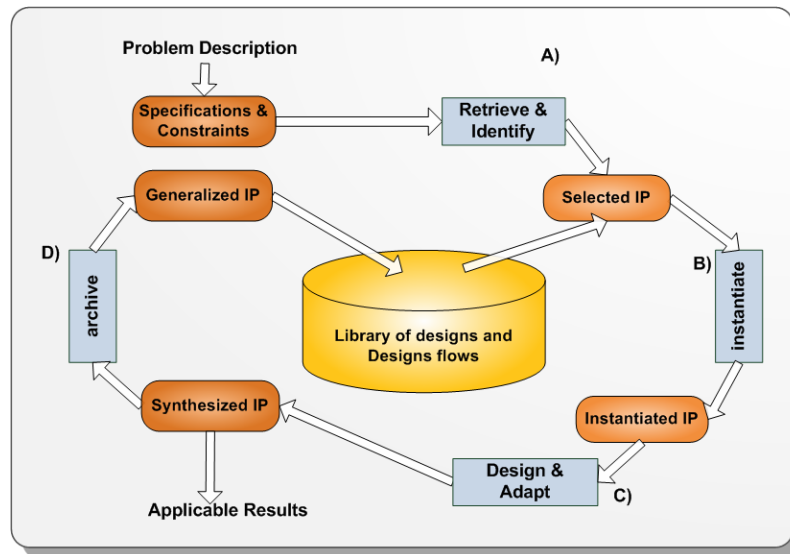 Problem Description
A)
Specifications &
Constraints
Retrieve &
Identify
Generalized IP
Selected IP
D)
B)
archive
instantiate
Library of designs and
Designs flows
Synthesized IP
Instantiated IP
Design &
Adapt
C)
Applicable Results